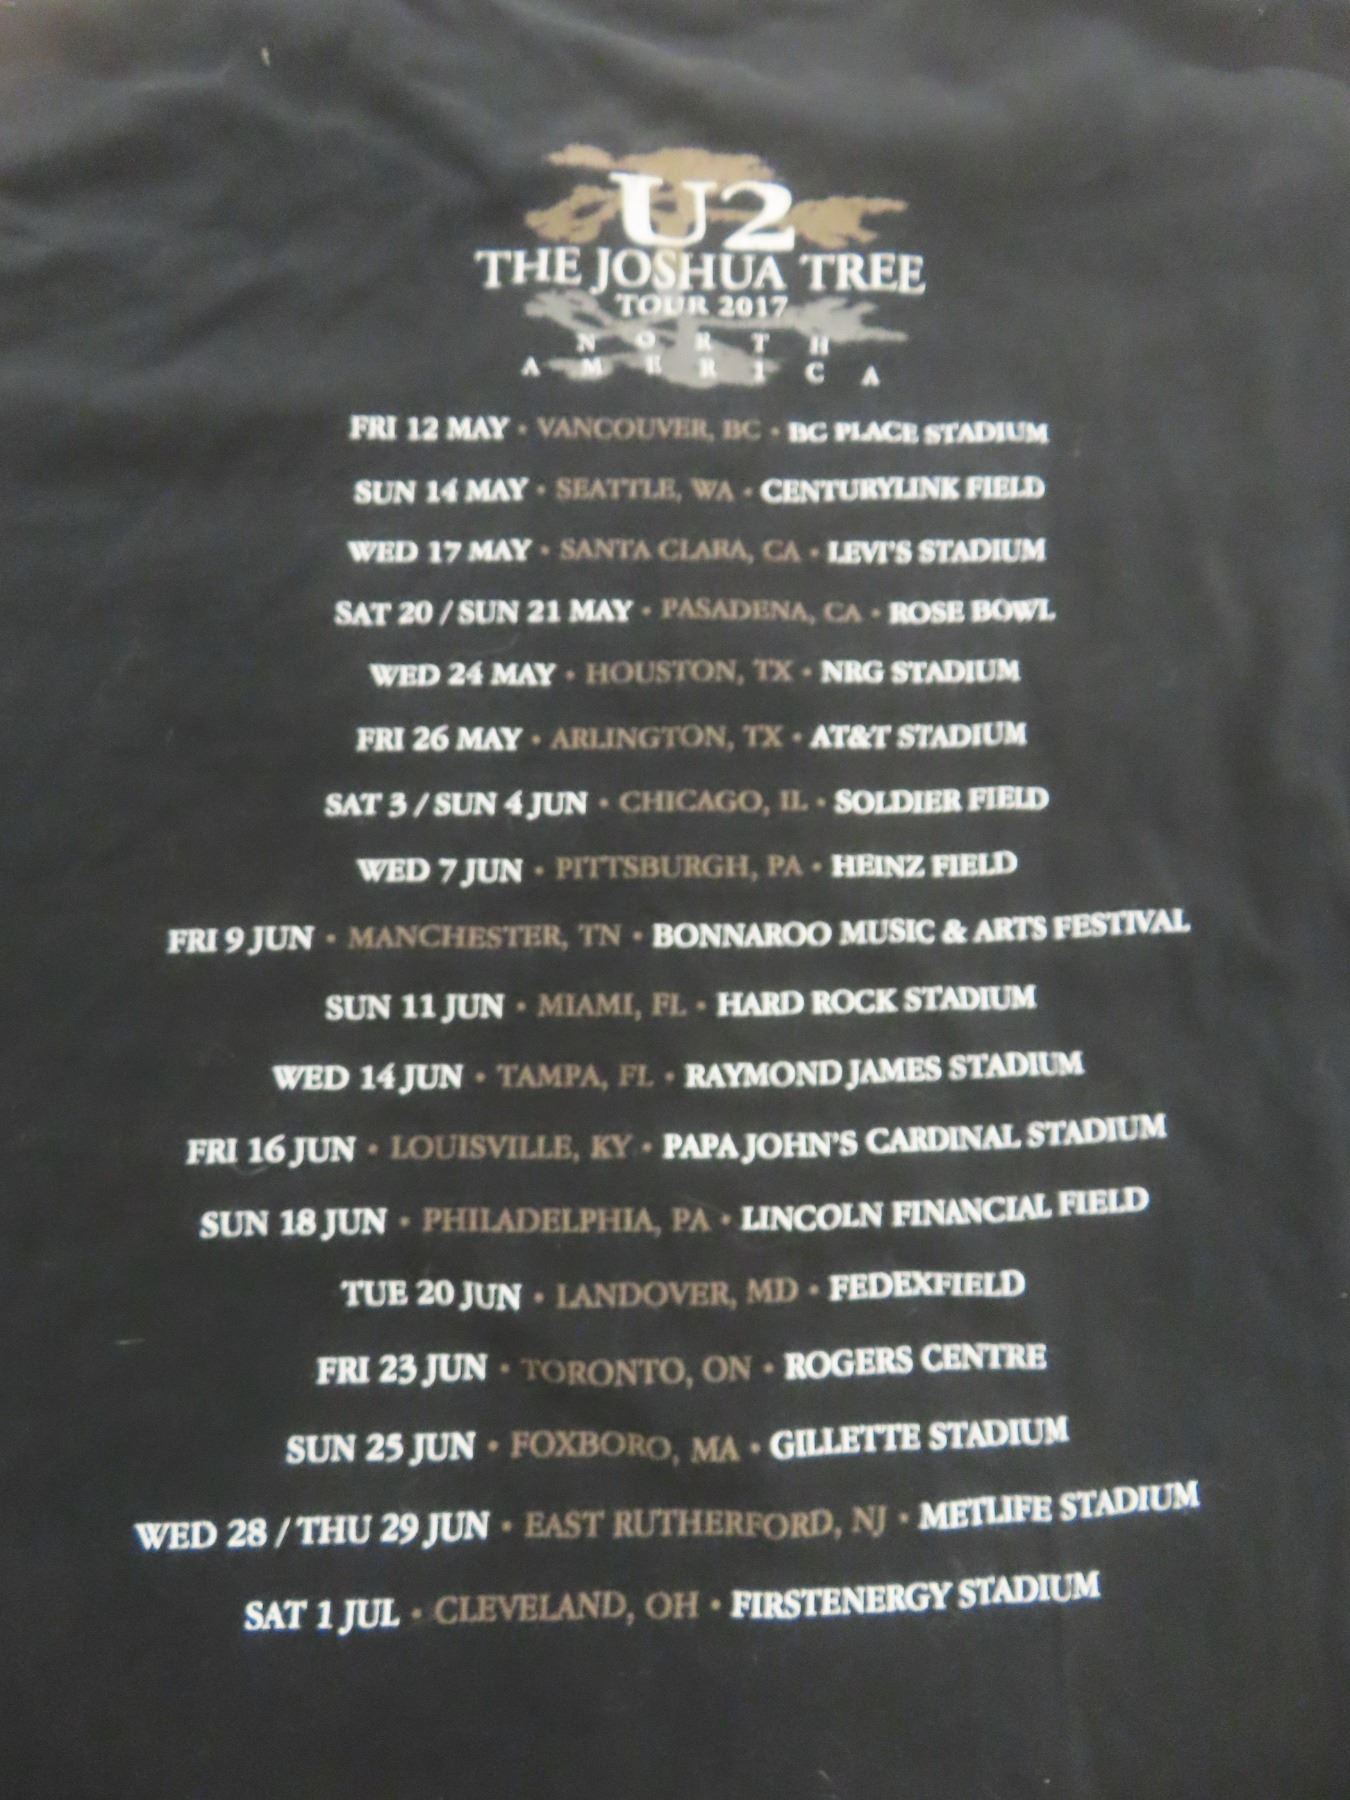 U2
THE JOSHUA TREE
TOUR 2017
NORTH
AMERICA
FRI 12 MAY • VANCOUVER, BC • BC PLACE STADIUM
SUN 14 MAY • SEATTLE, WA • CENTURYLINK FIELD
WED 17 MAY • SANTA CLARA, CA • LEVI'S STADIUM
SAT 20 / SUN 21 MAY • PASADENA, CA • ROSE BOWL
WED 24 MAY • HOUSTON, TX • NRG STADIUM
FRI 26 MAY • ARLINGTON, TX • AT&T STADIUM
SAT 3 / SUN 4 JUN • CHICAGO, IL • SOLDIER FIELD
WED 7 JUN • PITTSBURGH, PA • HEINZ FIELD
FRI 9 JUN • MANCHESTER, TN • BONNAROO MUSIC & ARTS FESTIVAL
SUN 11 JUN • MIAMI, FL • HARD ROCK STADIUM
WED 14 JUN • TAMPA, FL • RAYMOND JAMES STADIUM
FRI 16 JUN • LOUISVILLE, KY • PAPA JOHN'S CARDINAL STADIUM
SUN 18 JUN • PHILADELPHIA, PA • LINCOLN FINANCIAL FIELD
TUE 20 JUN • LANDOVER, MD • FEDEXFIELD
FRI 23 JUN • TORONTO, ON • ROGERS CENTRE
SUN 25 JUN • FOXBORO, MA • GILLETTE STADIUM
WED 28 / THU 29 JUN • EAST RUTHERFORD, NJ • METLIFE STADIUM
SAT 1 JUL • CLEVELAND, OH • FIRSTENERGY STADIUM